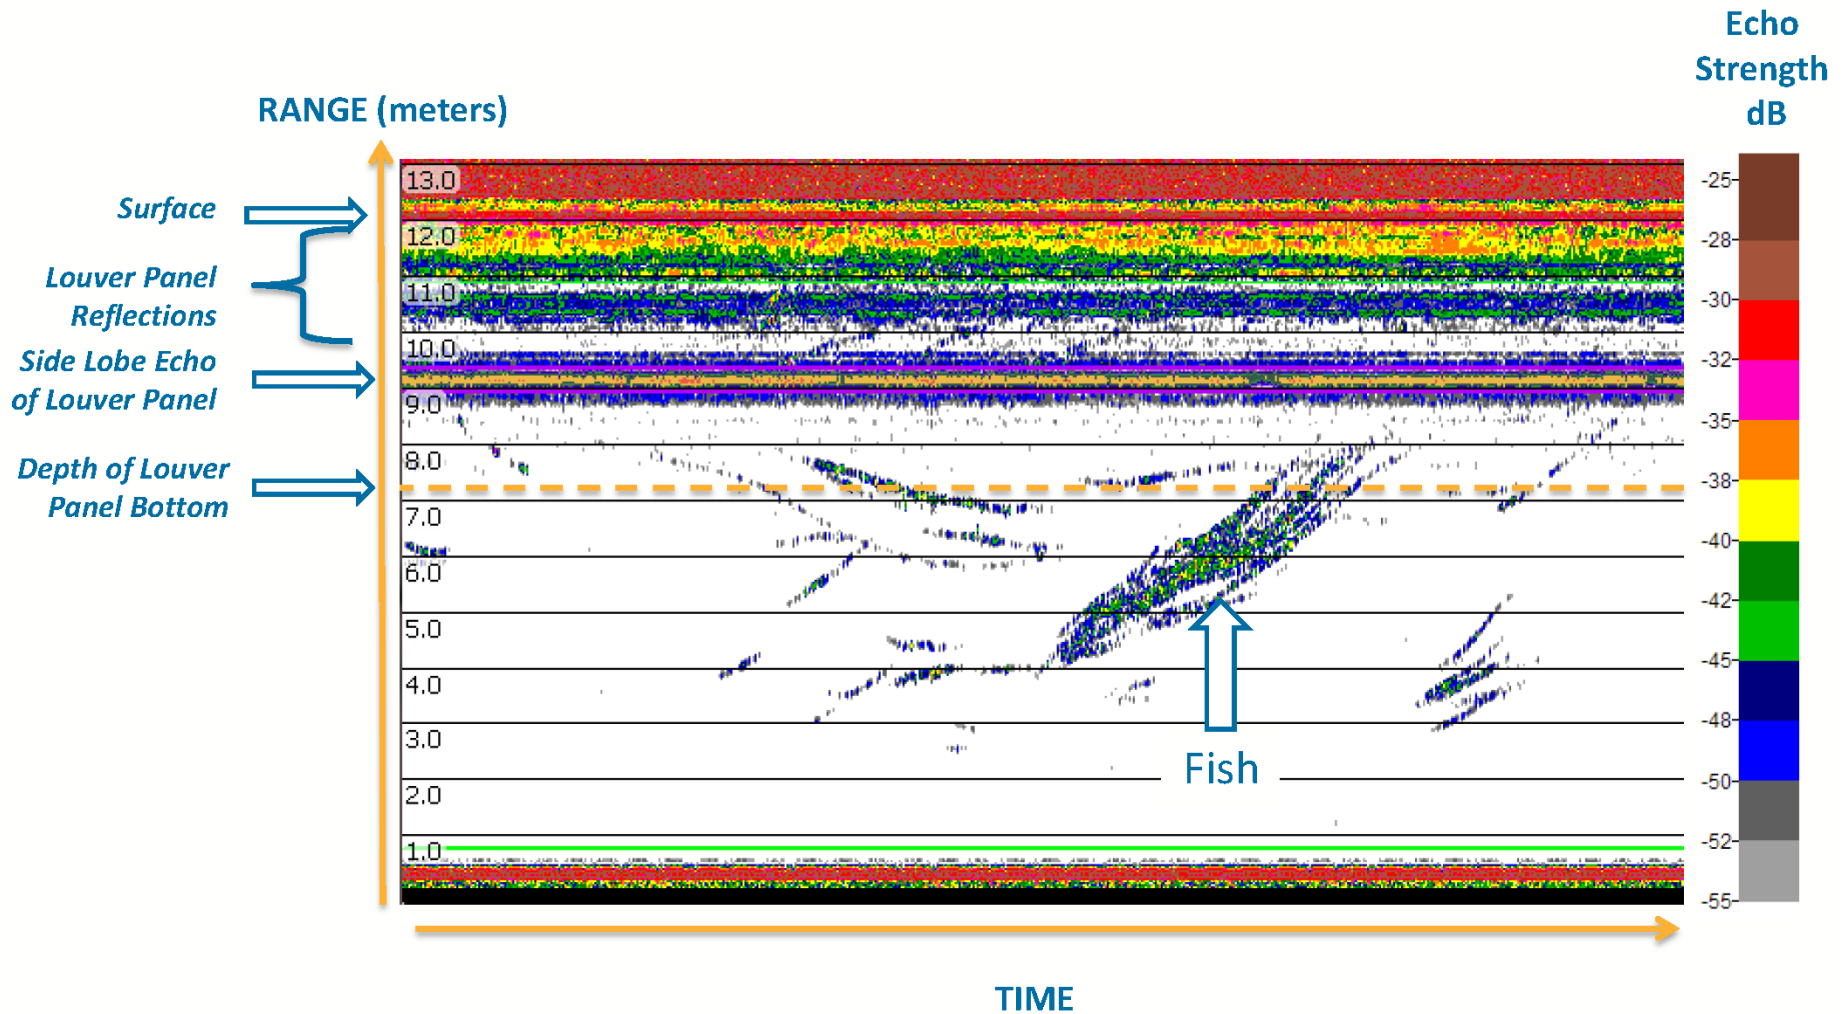 Echo
Strength
dB
RANGE (meters)
Surface
Louver Panel
Reflections
Side Lobe Echo
of Louver Panel
Depth of Louver
Panel Bottom
13.0
12.0
11.0
10.0
9.0
8.0
7.0
6.0
5.0
4.0
3.0
2.0
1.0
Fish
TIME
-25
-28
-30
-32
-35
-38
-40
-42
-45
-48
-50
-52
-55